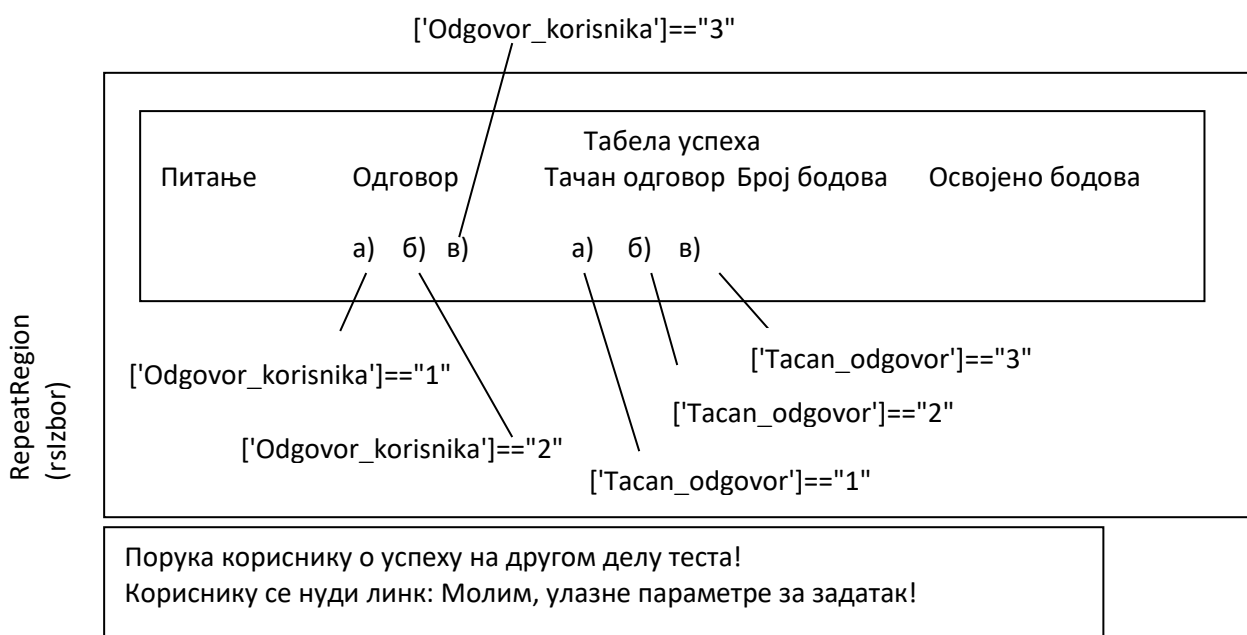 ['Odgovor_korisnika']=="3"
Табела успеха
Питање Одговор Тачан одговор Број бодова Освојено бодова
а) б) в) а) б) в)
['Odgovor_korisnika']=="1"
['Tacan_odgovor']=="3"
['Tacan_odgovor']=="2"
['Odgovor_korisnika']=="2"
['Tacan_odgovor']=="1"
RepeatRegion
(rsIzbor)
Порука кориснику о успеху на другом делу теста!
Кориснику се нуди линк: Молим, улазне параметре за задатак!